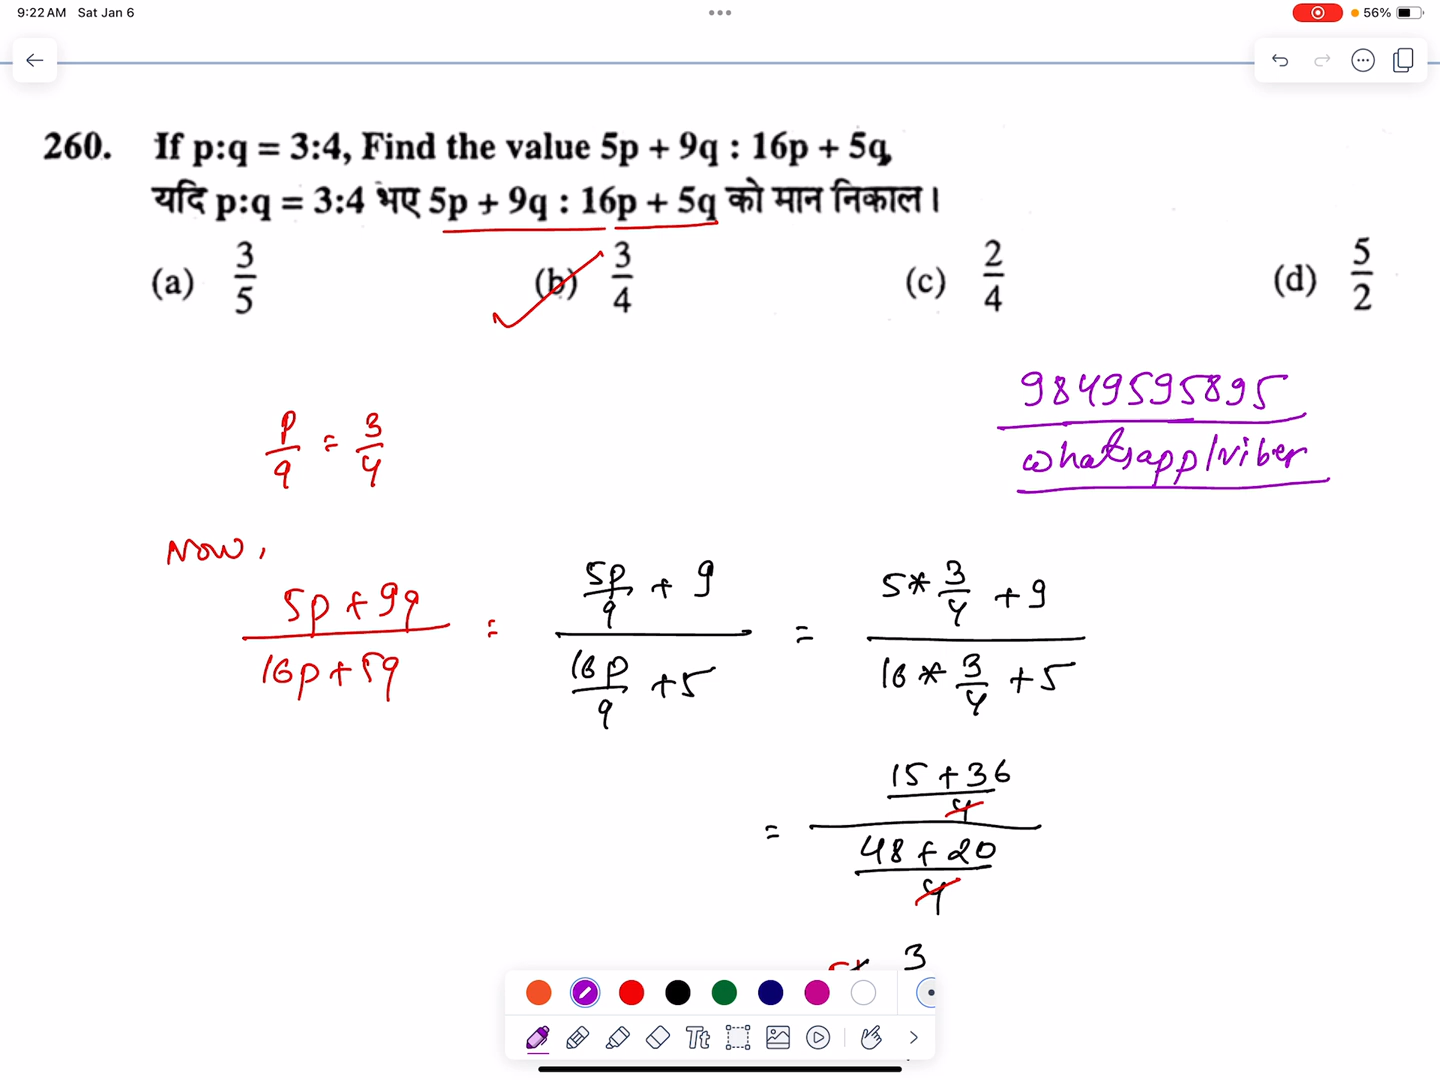 9:22 AM Sat Jan 6
56%
260. If p:q = 3:4, Find the value 5p + 9q : 16p + 5q,
यदि p:q = 3:4 भए 5p + 9q : 16p + 5q को मान निकाल।
(a) 3/5 (b) 3/4 (c) 2/4 (d) 5/2
9849595895
whatsapp/viber
p/q = 3/4
Now,
(5p + 9q)/(16p + 5q) = (5p/q + 9)/(16p/q + 5) = (5*3/4 + 9)/(16*3/4 + 5)
= ((15 + 36)/4)/((48 + 20)/4)
3
Tt